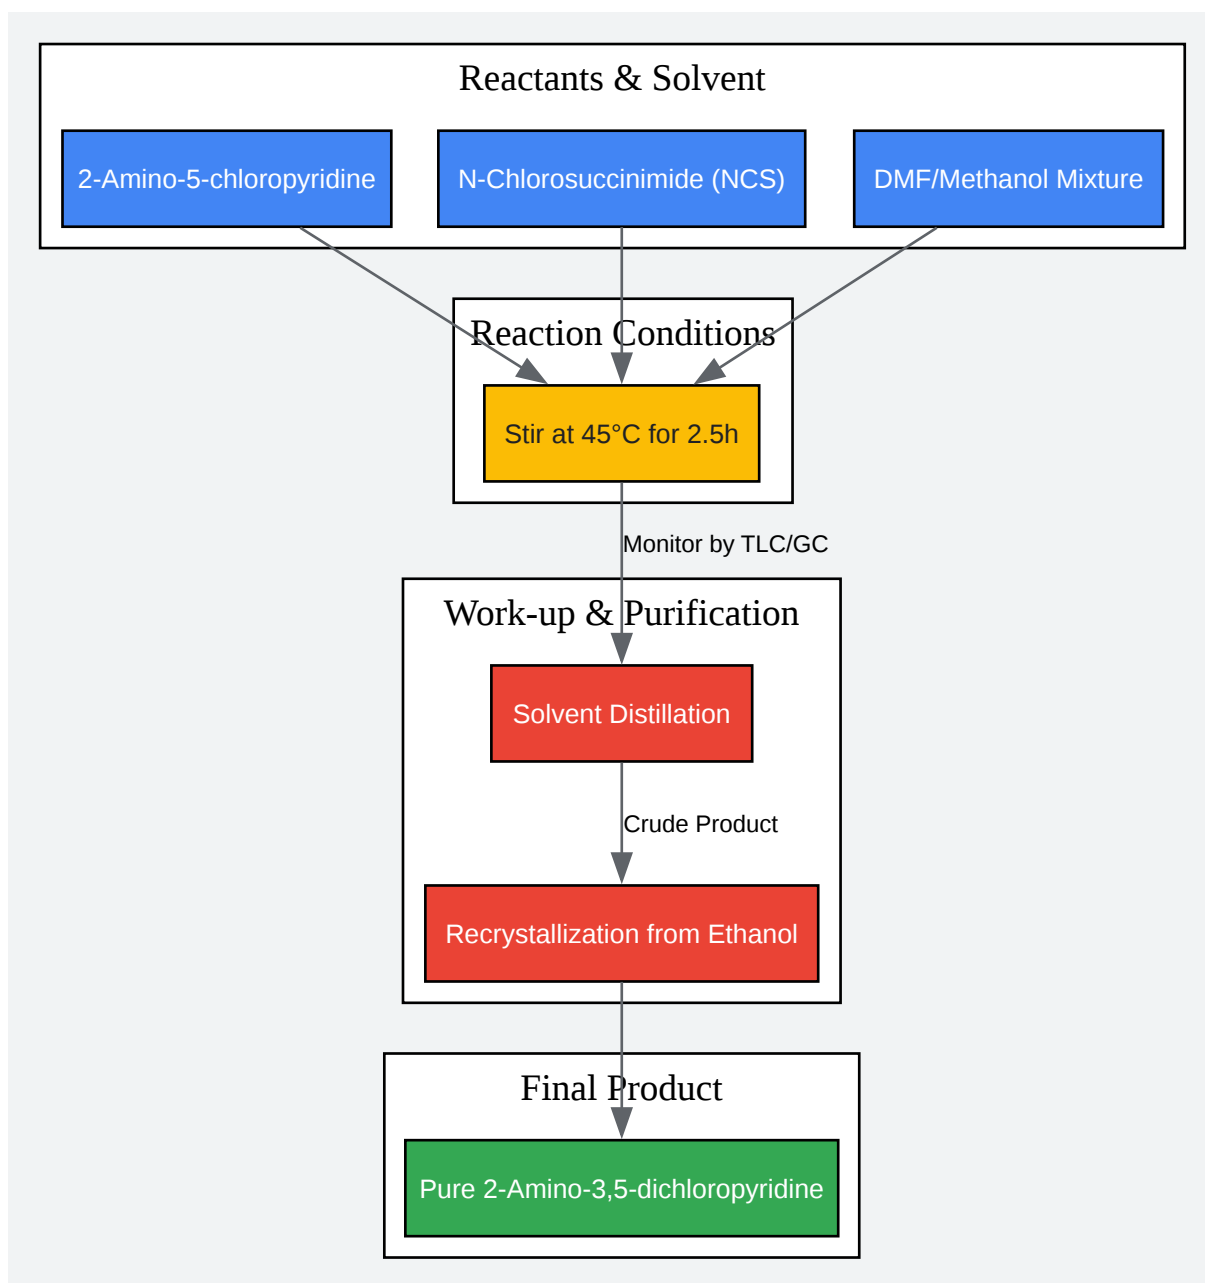 Reactants & Solvent
2-Amino-5-chloropyridine
N-Chlorosuccinimide (NCS)
DMF/Methanol Mixture
Reaction Conditions
Stir at 45°C for 2.5h
Monitor by TLC/GC
Work-up & Purification
Solvent Distillation
Crude Product
Recrystallization from Ethanol
Final Product
Pure 2-Amino-3,5-dichloropyridine